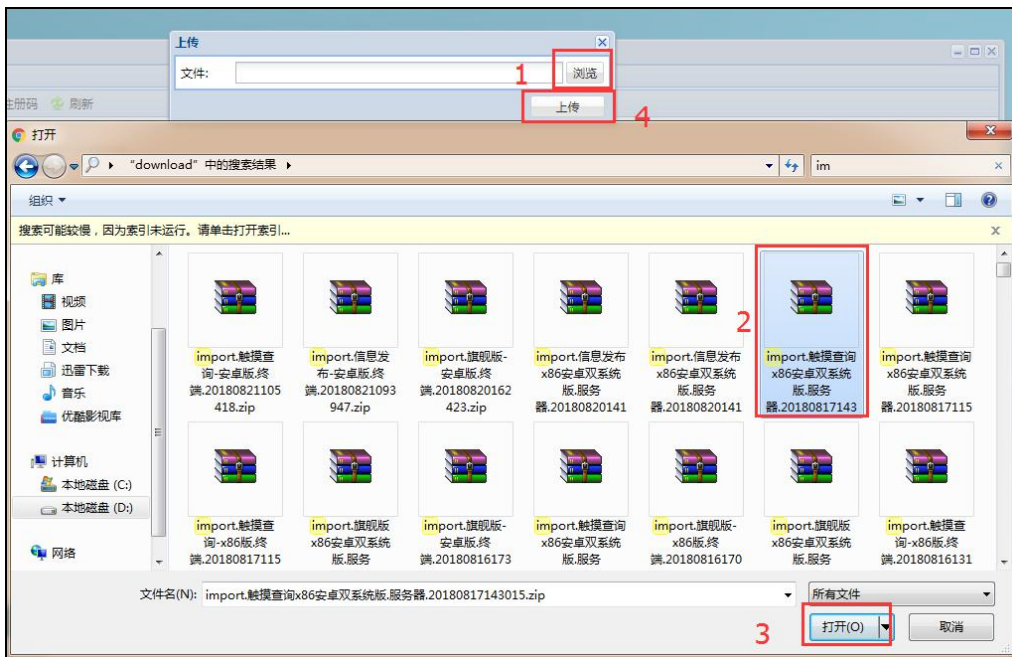 上传
文件:
1
浏览
上传
4
注册码 刷新
打开
“download”中的搜索结果
im
组织
搜索可能较慢，因为索引未运行。请单击打开索引...
库
视频
图片
文档
迅雷下载
音乐
优酷影视库
计算机
本地磁盘 (C:)
本地磁盘 (D:)
网络
import.触摸查
询-安卓版.终
端.20180821105
418.zip
import.信息发
布-安卓版.终
端.20180821093
947.zip
import.旗舰版-
安卓版.终
端.20180820162
423.zip
import.信息发布
x86安卓双系统
版.服务
器.20180820141
import.信息发布
x86安卓双系统
版.服务
器.20180820141
2
import.触摸查询
x86安卓双系统
版.服务
器.20180817143
import.触摸查询
x86安卓双系统
版.服务
器.20180817115
import.触摸查
询-x86版.终
端.20180817115
import.旗舰版
x86安卓双系统
版.服务
import.旗舰版-
安卓版.终
端.20180816173
import.触摸查询
x86安卓双系统
版.服务
import.旗舰版-
x86版.终
端.20180816170
import.旗舰版
x86安卓双系统
版.服务
import.触摸查
询-x86版.终
端.20180816131
文件名(N): import.触摸查询x86安卓双系统版.服务器.20180817143015.zip
所有文件
3
打开(O)
取消